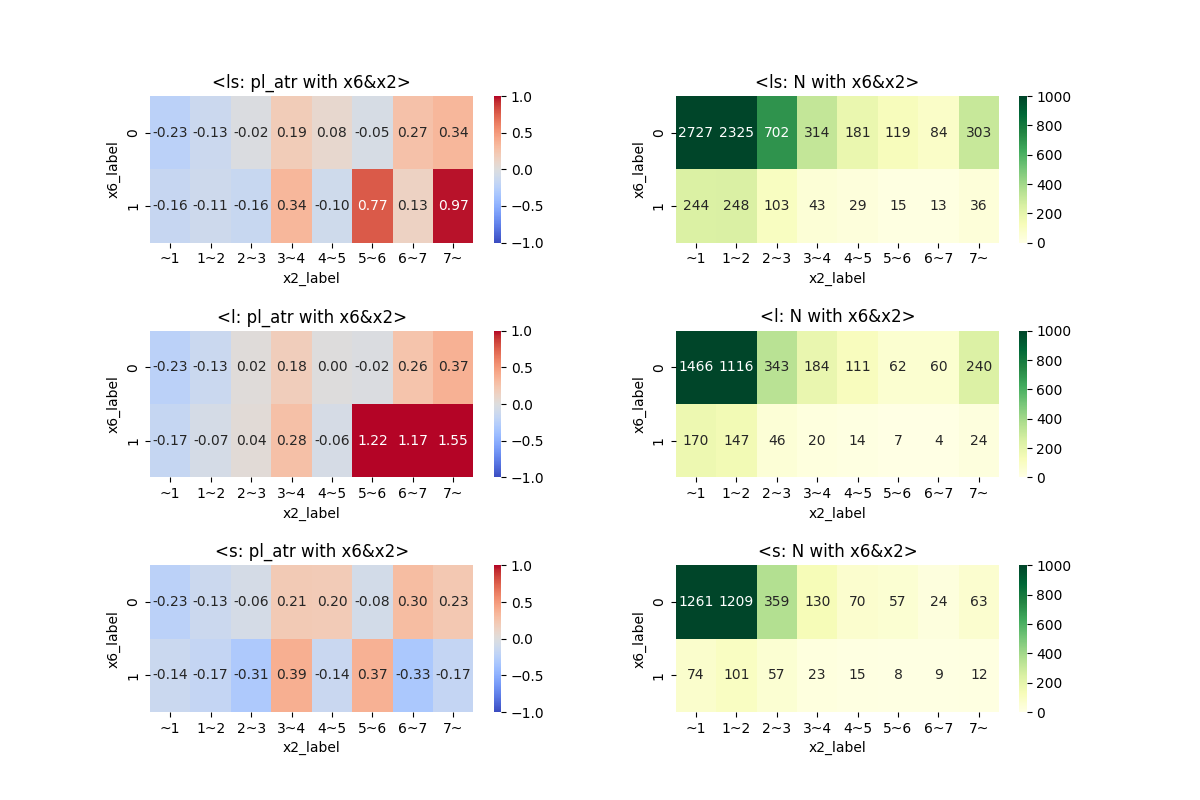 <ls: pl_atr with x6&x2>
x6_label
0
-0.23 -0.13 -0.02 0.19 0.08 -0.05 0.27 0.34
1
-0.16 -0.11 -0.16 0.34 -0.10 0.77 0.13 0.97
~1 1~2 2~3 3~4 4~5 5~6 6~7 7~
x2_label
1.0
0.5
0.0
−0.5
−1.0
<ls: N with x6&x2>
x6_label
0
2727 2325 702 314 181 119 84 303
1
244 248 103 43 29 15 13 36
~1 1~2 2~3 3~4 4~5 5~6 6~7 7~
x2_label
1000
800
600
400
200
0
<l: pl_atr with x6&x2>
x6_label
0
-0.23 -0.13 0.02 0.18 0.00 -0.02 0.26 0.37
1
-0.17 -0.07 0.04 0.28 -0.06 1.22 1.17 1.55
~1 1~2 2~3 3~4 4~5 5~6 6~7 7~
x2_label
1.0
0.5
0.0
−0.5
−1.0
<l: N with x6&x2>
x6_label
0
1466 1116 343 184 111 62 60 240
1
170 147 46 20 14 7 4 24
~1 1~2 2~3 3~4 4~5 5~6 6~7 7~
x2_label
1000
800
600
400
200
0
<s: pl_atr with x6&x2>
x6_label
0
-0.23 -0.13 -0.06 0.21 0.20 -0.08 0.30 0.23
1
-0.14 -0.17 -0.31 0.39 -0.14 0.37 -0.33 -0.17
~1 1~2 2~3 3~4 4~5 5~6 6~7 7~
x2_label
1.0
0.5
0.0
−0.5
−1.0
<s: N with x6&x2>
x6_label
0
1261 1209 359 130 70 57 24 63
1
74 101 57 23 15 8 9 12
~1 1~2 2~3 3~4 4~5 5~6 6~7 7~
x2_label
1000
800
600
400
200
0